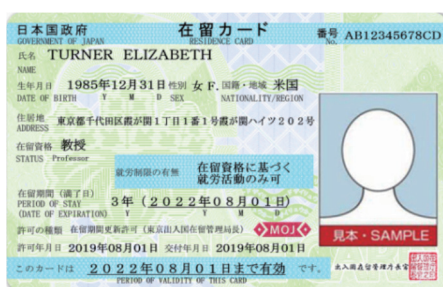 日本国政府 在留カード 番号 AB12345678CD
GOVERNMENT OF JAPAN RESIDENCE CARD No.
氏名 TURNER ELIZABETH
NAME
生年月日 1985年12月31日 性別 女 F. 国籍・地域 米国
DATE OF BIRTH Y M D SEX NATIONALITY/REGION
住居地 東京都千代田区霞が関1丁目1番1号霞が関ハイツ202号
ADDRESS
在留資格 教授
STATUS Professor
就労制限の有無 在留資格に基づく
就労活動のみ可
在留期間(満了日)
PERIOD OF STAY 3年(2022年08月01日)
(DATE OF EXPIRATION) Y Y M D
MOJ
許可の種類 在留期間更新許可(東京出入国在留管理局長)
見本・SAMPLE
許可年月日 2019年08月01日 交付年月日 2019年08月01日
このカードは 2022年08月01日まで有効 です。
PERIOD OF VALIDITY OF THIS CARD
出入国在留管理庁長官